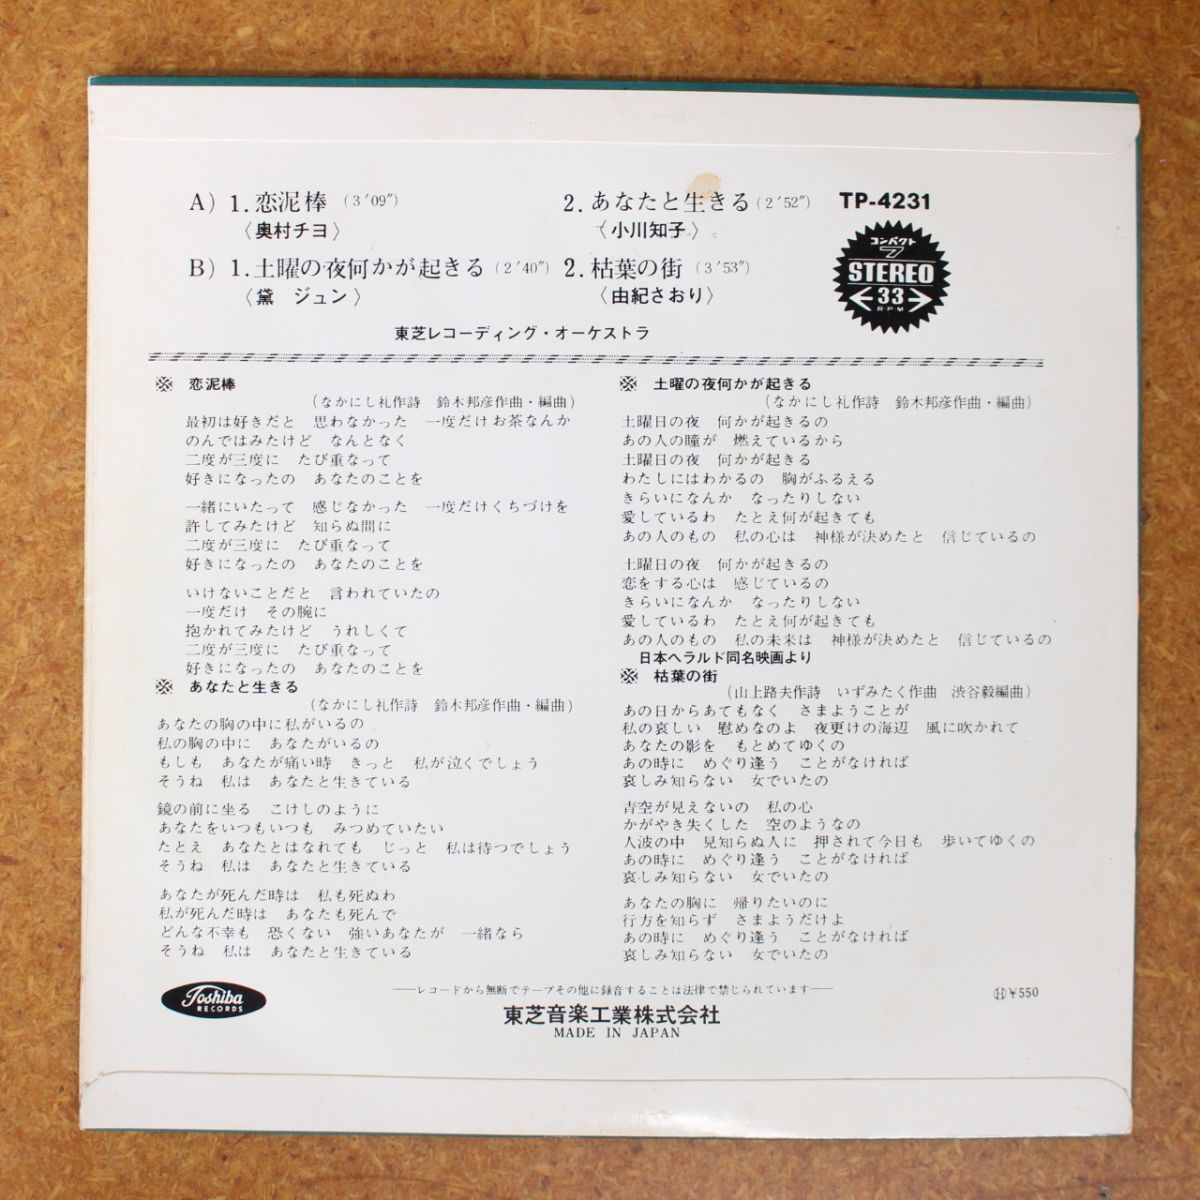 A) 1. 恋泥棒 (3'09")
〈奥村チヨ〉
2. あなたと生きる (2'52")
〈小川知子〉
B) 1. 土曜の夜何かが起きる (2'40")
〈黛　ジュン〉
2. 枯葉の街 (3'53")
〈由紀さおり〉
東芝レコーディング・オーケストラ
TP-4231
コンパクト
7
STEREO
33
RPM
※ 恋泥棒
(なかにし礼作詩　鈴木邦彦作曲・編曲)
最初は好きだと　思わなかった　一度だけお茶なんか
のんではみたけど　なんとなく
二度が三度に　たび重なって
好きになったの　あなたのことを
一緒にいたって　感じなかった　一度だけくちづけを
許してみたけど　知らぬ間に
二度が三度に　たび重なって
好きになったの　あなたのことを
いけないことだと　言われていたの
一度だけ　その腕に
抱かれてみたけど　うれしくて
二度が三度に　たび重なって
好きになったの　あなたのことを
※ あなたと生きる
(なかにし礼作詩　鈴木邦彦作曲・編曲)
あなたの胸の中に私がいるの
私の胸の中に　あなたがいるの
もしも　あなたが痛い時　きっと　私が泣くでしょう
そうね　私は　あなたと生きている
鏡の前に坐る　こけしのように
あなたをいつもいつも　みつめていたい
たとえ　あなたとはなれても　じっと　私は待つでしょう
そうね　私は　あなたと生きている
あなたが死んだ時は　私も死ぬわ
私が死んだ時は　あなたも死んで
どんな不幸も　恐くない　強いあなたが　一緒なら
そうね　私は　あなたと生きている
※ 土曜の夜何かが起きる
(なかにし礼作詩　鈴木邦彦作曲・編曲)
土曜日の夜　何かが起きるの
あの人の瞳が　燃えているから
土曜日の夜　何かが起きる
わたしにはわかるの　胸がふるえる
きらいになんか　なったりしない
愛しているわ　たとえ何が起きても
あの人のもの　私の心は　神様が決めたと　信じているの
土曜日の夜　何かが起きるの
恋をする心は　感じているの
きらいになんか　なったりしない
愛しているわ　たとえ何が起きても
あの人のもの　私の未来は　神様が決めたと　信じているの
日本ヘラルド同名映画より
※ 枯葉の街
(山上路夫作詩　いずみたく作曲　渋谷毅編曲)
あの日からあてもなく　さまようことが
私の哀しい　慰めなのよ　夜更けの海辺　風に吹かれて
あなたの影を　もとめてゆくの
あの時に　めぐり逢う　ことがなければ
哀しみ知らない　女でいたの
青空が見えないの　私の心
かがやき失くした　空のようなの
人波の中　見知らぬ人に　押されて今日も　歩いてゆくの
あの時に　めぐり逢う　ことがなければ
哀しみ知らない　女でいたの
あなたの胸に　帰りたいのに
行方を知らず　さまようだけよ
あの時に　めぐり逢う　ことがなければ
哀しみ知らない　女でいたの
Toshiba
RECORDS
──レコードから無断でテープその他に録音することは法律で禁じられています──
東芝音楽工業株式会社
MADE IN JAPAN
Ⓗ¥550